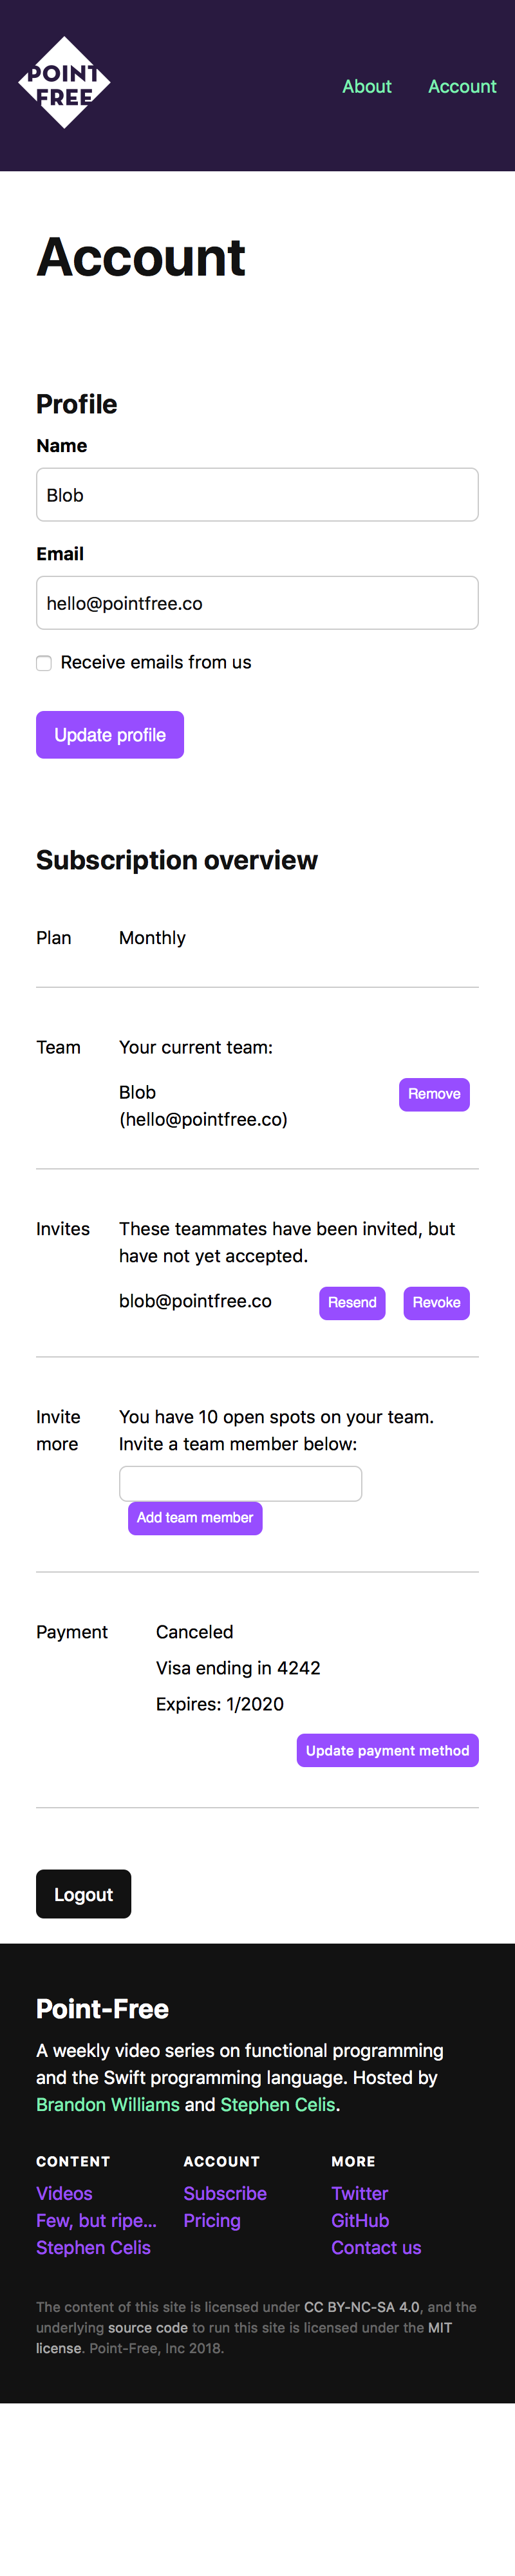 POINT
FREE
About Account
Account
Profile
Name
Blob
Email
hello@pointfree.co
Receive emails from us
Update profile
Subscription overview
Plan Monthly
Team Your current team:
Blob
(hello@pointfree.co) Remove
Invites These teammates have been invited, but
have not yet accepted.
blob@pointfree.co Resend Revoke
Invite more You have 10 open spots on your team.
Invite a team member below:
Add team member
Payment Canceled
Visa ending in 4242
Expires: 1/2020
Update payment method
Logout
Point-Free
A weekly video series on functional programming
and the Swift programming language. Hosted by
Brandon Williams and Stephen Celis.
CONTENT ACCOUNT MORE
Videos Subscribe Twitter
Few, but ripe... Pricing GitHub
Stephen Celis Contact us
The content of this site is licensed under CC BY-NC-SA 4.0, and the
underlying source code to run this site is licensed under the MIT
license. Point-Free, Inc 2018.